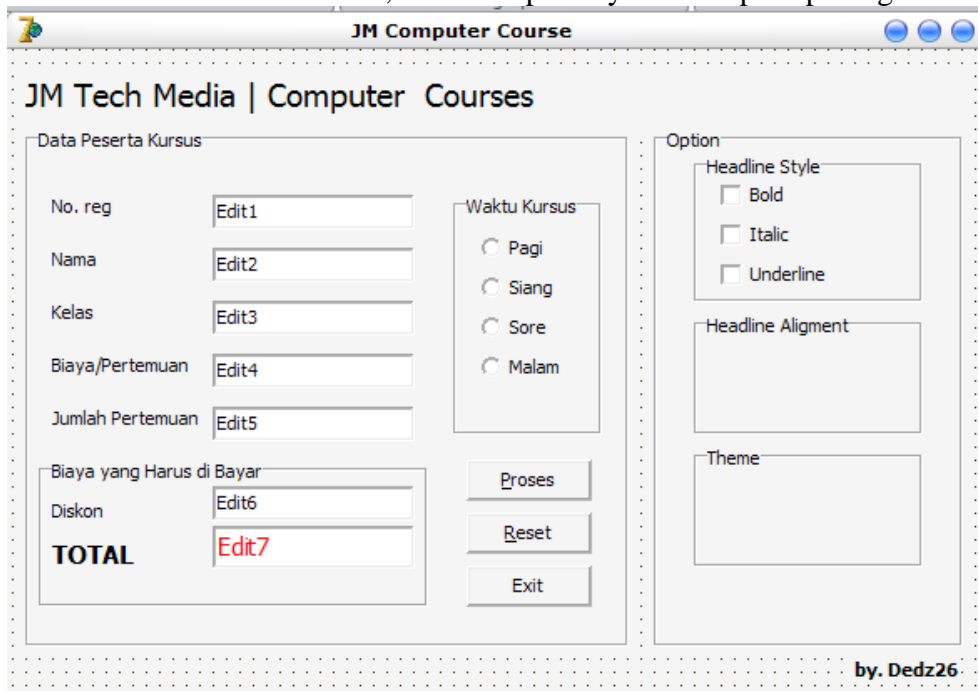 JM Computer Course
JM Tech Media | Computer Courses
Data Peserta Kursus
No. reg
Edit1
Nama
Edit2
Kelas
Edit3
Biaya/Pertemuan
Edit4
Jumlah Pertemuan
Edit5
Waktu Kursus
Pagi
Siang
Sore
Malam
Biaya yang Harus di Bayar
Diskon
Edit6
TOTAL
Edit7
Proses
Reset
Exit
Option
Headline Style
Bold
Italic
Underline
Headline Aligment
Theme
by. Dedz26